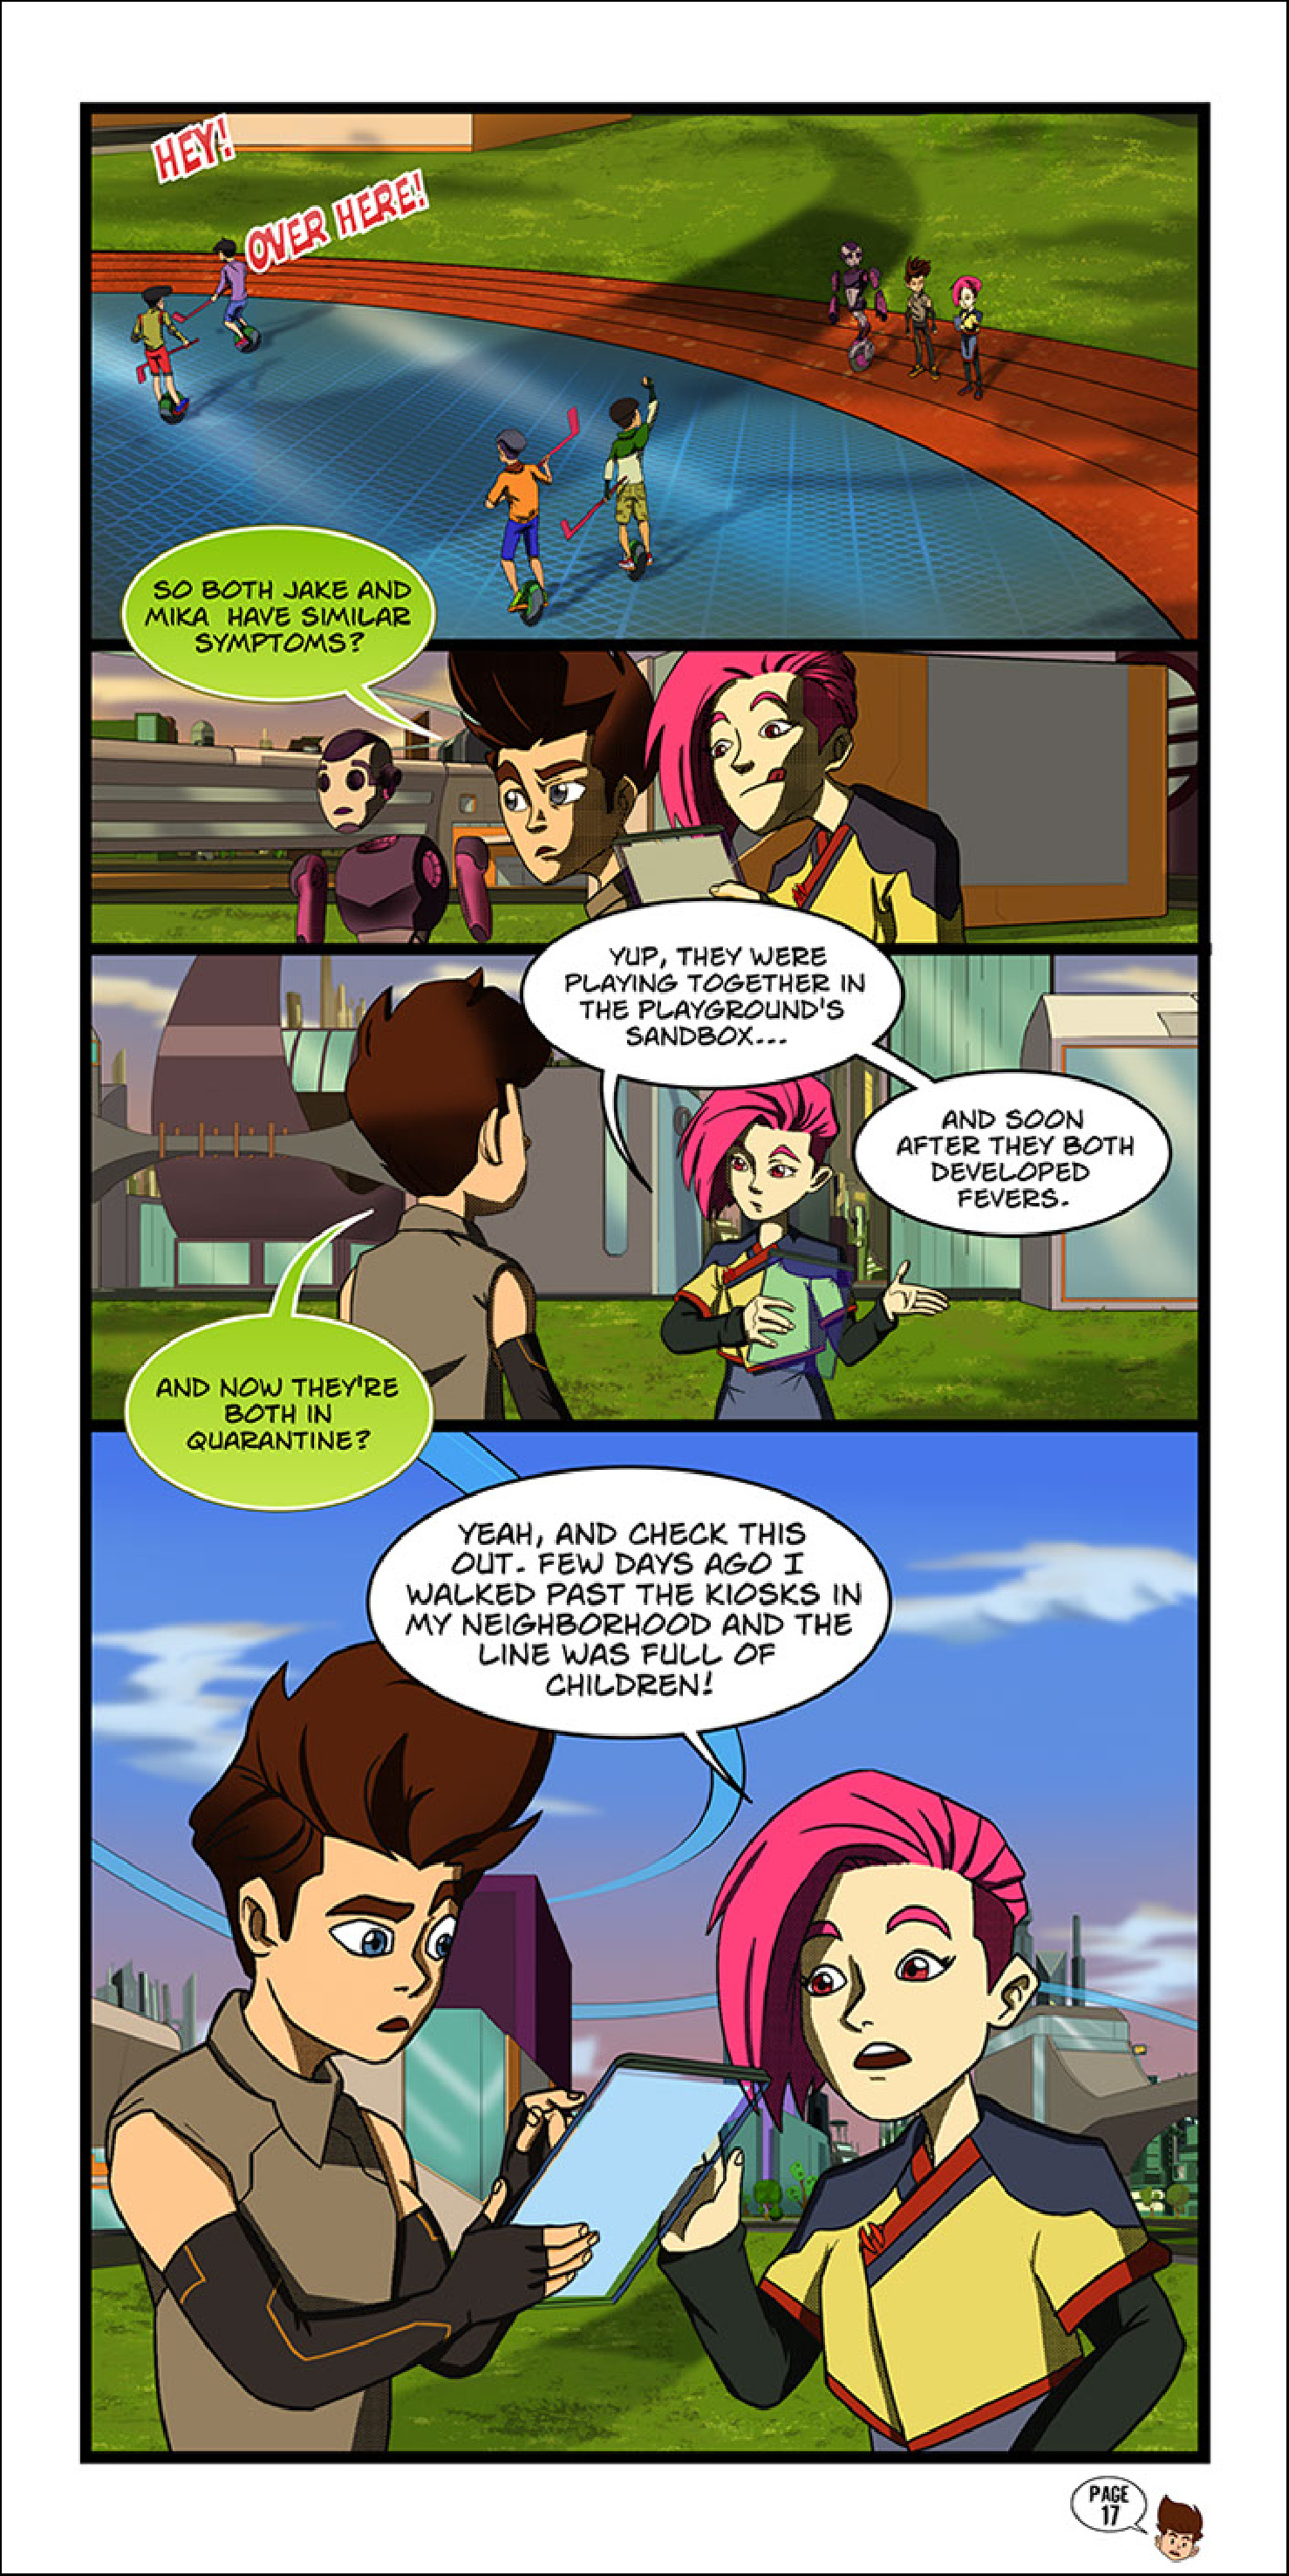 HEY!
OVER HERE!
SO BOTH JAKE AND
MIKA HAVE SIMILAR
SYMPTOMS?
YUP, THEY WERE
PLAYING TOGETHER IN
THE PLAYGROUND'S
SANDBOX...
AND SOON
AFTER THEY BOTH
DEVELOPED
FEVERS.
AND NOW THEY'RE
BOTH IN
QUARANTINE?
YEAH, AND CHECK THIS
OUT. FEW DAYS AGO I
WALKED PAST THE KIOSKS IN
MY NEIGHBORHOOD AND THE
LINE WAS FULL OF
CHILDREN!
PAGE
17